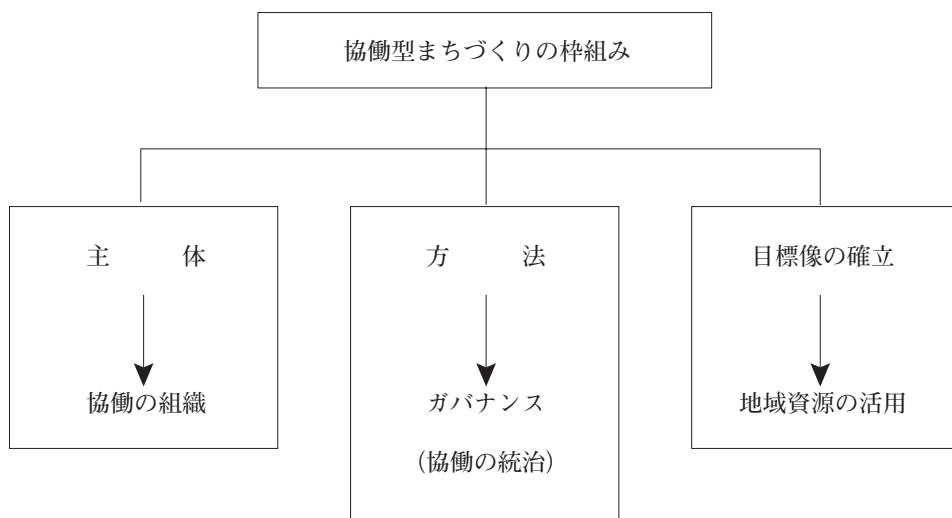 協働型まちづくりの枠組み
主　　体
協働の組織
方　　法
ガバナンス
（協働の統治）
目標像の確立
地域資源の活用